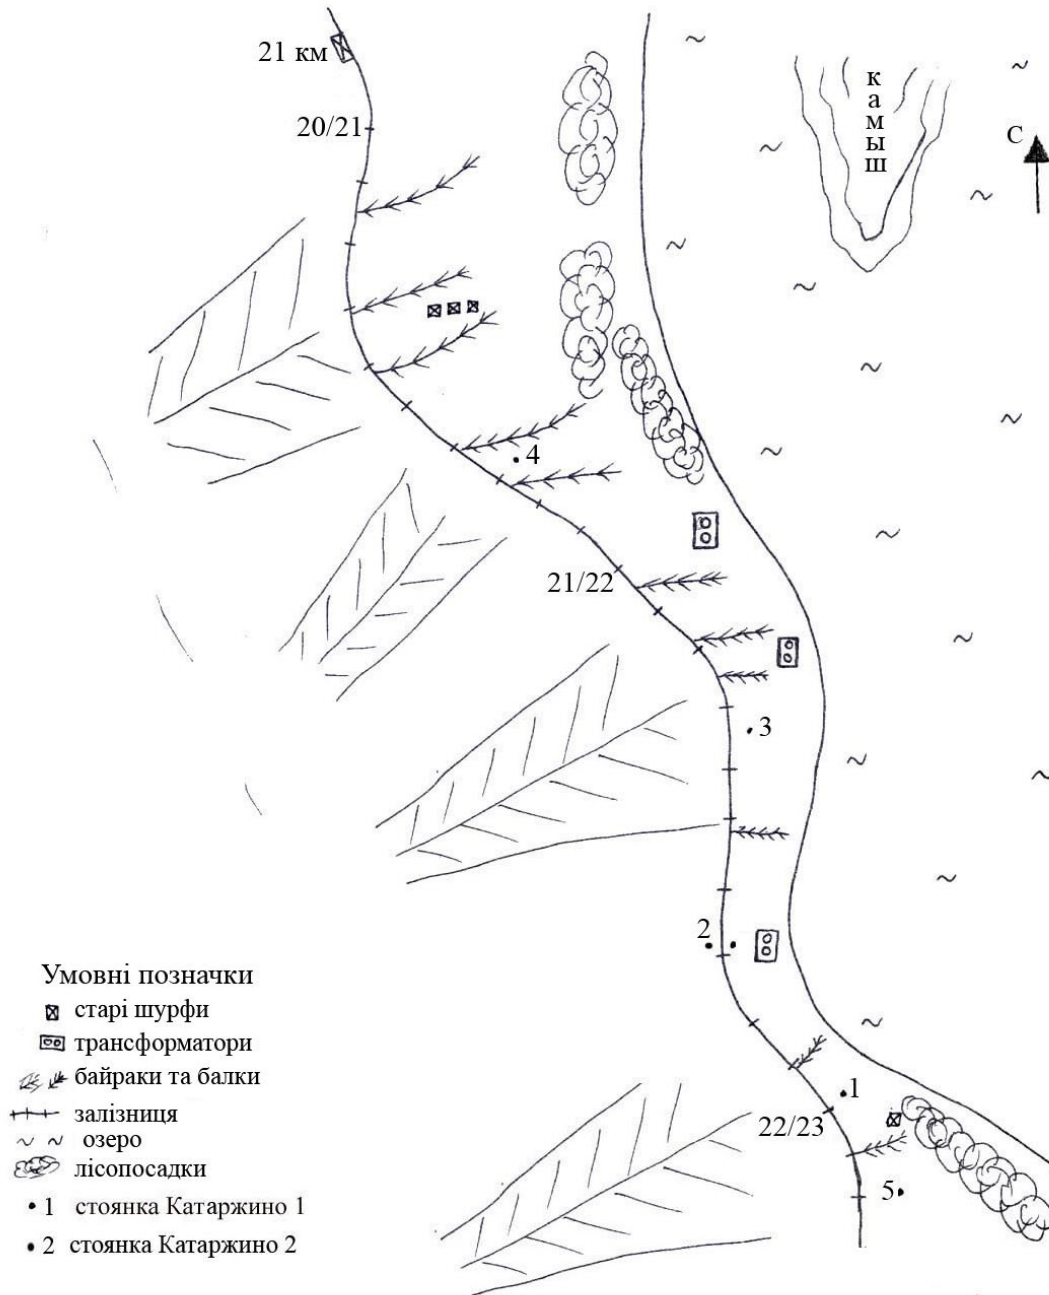 21 км
20/21
камыш
С
4
21/22
3
2
1
22/23
5
Умовні позначки
старі шурфи
трансформатори
байраки та балки
залізниця
озеро
лісопосадки
1 стоянка Катаржино 1
2 стоянка Катаржино 2